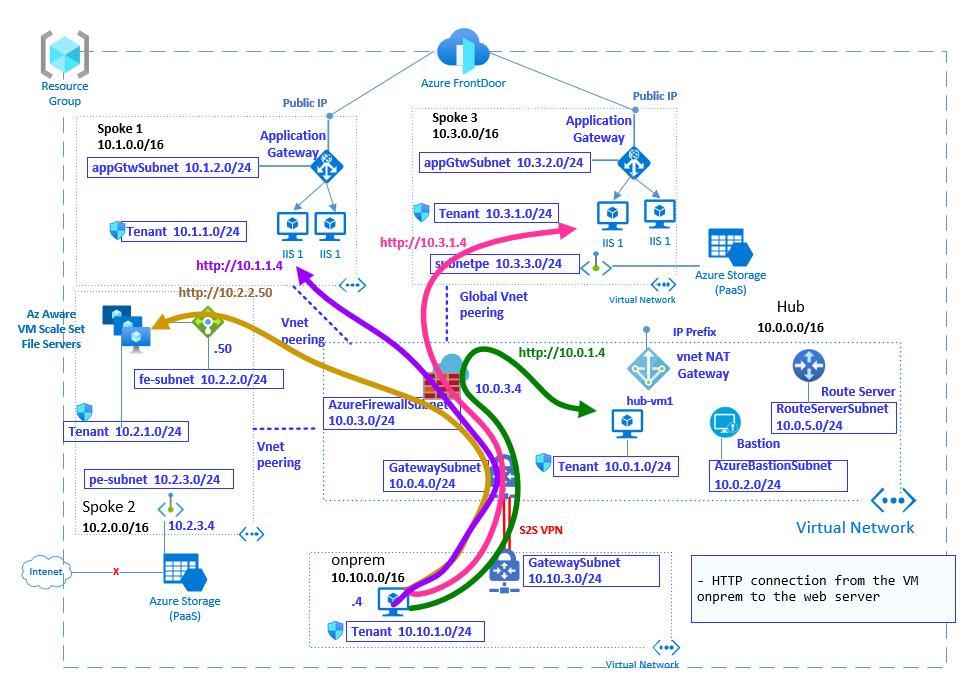 Resource
Group
Azure FrontDoor
Public IP
Public IP
Spoke 1
10.1.0.0/16
Application
Gateway
appGtwSubnet 10.1.2.0/24
Tenant 10.1.1.0/24
IIS 1
IIS 1
http://10.1.1.4
Spoke 3
10.3.0.0/16
Application
Gateway
appGtwSubnet 10.3.2.0/24
Tenant 10.3.1.0/24
IIS 1
IIS 1
http://10.3.1.4
subnetpe 10.3.3.0/24
Azure Storage
(PaaS)
Virtual Network
http://10.2.2.50
Az Aware
VM Scale Set
File Servers
.50
fe-subnet 10.2.2.0/24
Tenant 10.2.1.0/24
pe-subnet 10.2.3.0/24
Spoke 2
10.2.0.0/16
10.2.3.4
Intenet
x
Azure Storage
(PaaS)
Vnet
peering
Vnet
peering
Global Vnet
peering
Hub
10.0.0.0/16
IP Prefix
vnet NAT
Gateway
http://10.0.1.4
10.0.3.4
AzureFirewallSubnet
10.0.3.0/24
hub-vm1
Tenant 10.0.1.0/24
Route Server
RouteServerSubnet
10.0.5.0/24
Bastion
AzureBastionSubnet
10.0.2.0/24
GatewaySubnet
10.0.4.0/24
Virtual Network
S2S VPN
onprem
10.10.0.0/16
.4
GatewaySubnet
10.10.3.0/24
Tenant 10.10.1.0/24
Virtual Network
- HTTP connection from the VM
onprem to the web server